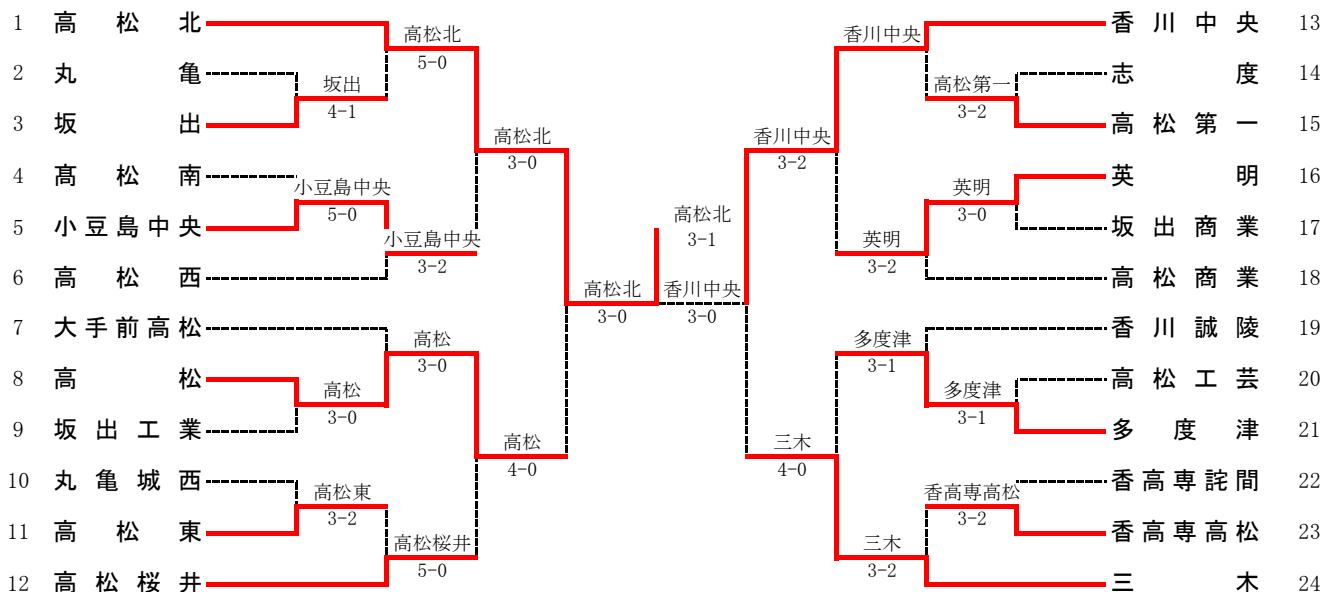 1 高松北 高松北 香川中央 香川中央 13
5-0
2 丸亀 坂出 高松第一 志度 14
4-1 3-2
3 坂出 高松北 香川中央 高松第一 15
3-0 3-2
4 髙松南 小豆島中央 英明 英明 16
5-0 高松北 3-0
5 小豆島中央 小豆島中央 3-1 英明 坂出商業 17
3-2 3-2
6 高松西 高松北 香川中央 高松商業 18
3-0 3-0
7 大手前高松 高松 多度津 香川誠陵 19
3-0 3-1
8 高松 高松 多度津 高松工芸 20
3-0 3-1
9 坂出工業 高松 三木 多度津 21
4-0 4-0
10 丸亀城西 高松東 香高専高松 香高専詫間 22
3-2 3-2
11 高松東 高松桜井 三木 香高専高松 23
5-0 3-2
12 高松桜井 三木 24